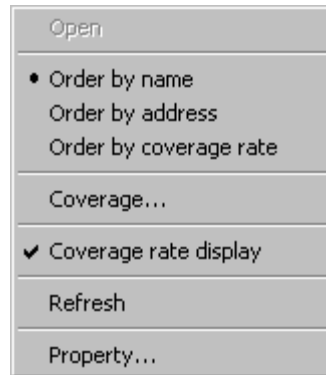 Open
Order by name
Order by address
Order by coverage rate
Coverage...
Coverage rate display
Refresh
Property...